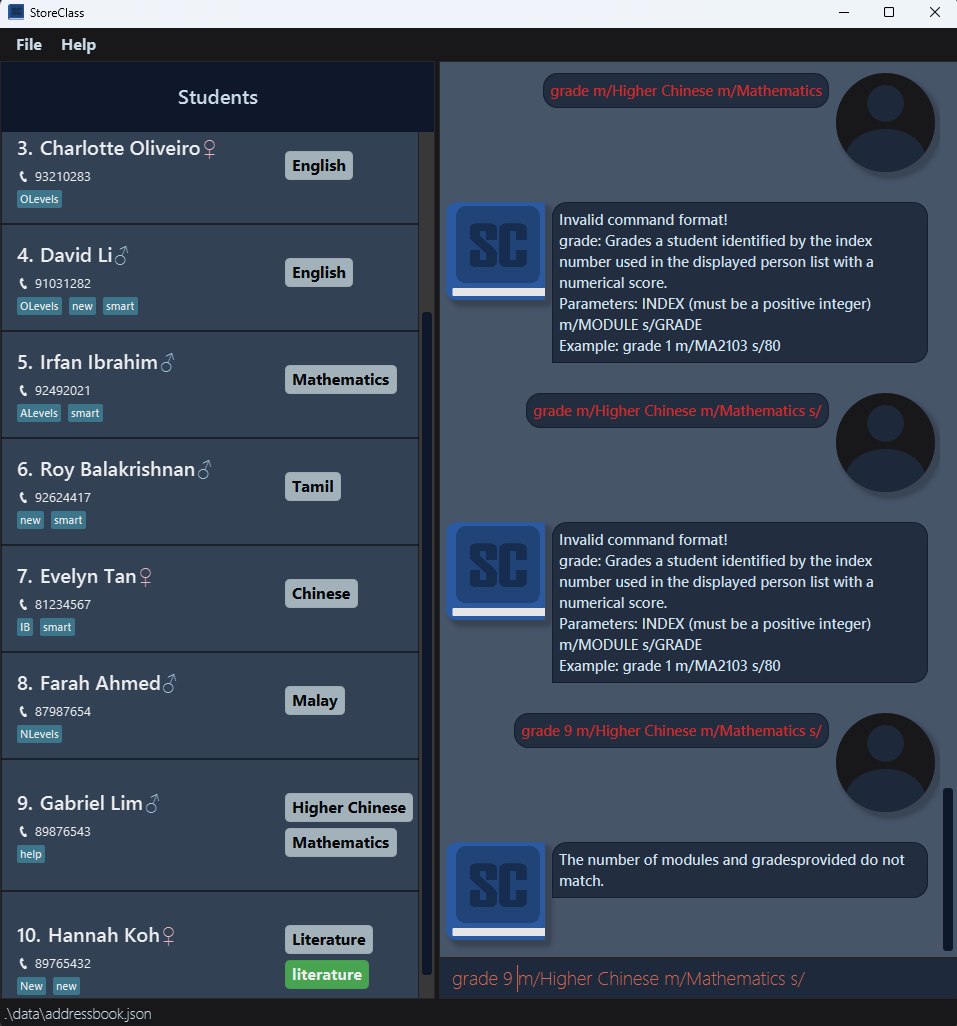 StoreClass
File Help
Students
3. Charlotte Oliveiro♀
93210283
OLevels
English
4. David Li♂
91031282
OLevels new smart
English
5. Irfan Ibrahim♂
92492021
ALevels smart
Mathematics
6. Roy Balakrishnan♂
92624417
new smart
Tamil
7. Evelyn Tan♀
81234567
IB smart
Chinese
8. Farah Ahmed♂
87987654
NLevels
Malay
9. Gabriel Lim♂
89876543
help
Higher Chinese
Mathematics
10. Hannah Koh♀
89765432
New new
Literature
literature
grade m/Higher Chinese m/Mathematics
SC
Invalid command format!
grade: Grades a student identified by the index
number used in the displayed person list with a
numerical score.
Parameters: INDEX (must be a positive integer)
m/MODULE s/GRADE
Example: grade 1 m/MA2103 s/80
grade m/Higher Chinese m/Mathematics s/
SC
Invalid command format!
grade: Grades a student identified by the index
number used in the displayed person list with a
numerical score.
Parameters: INDEX (must be a positive integer)
m/MODULE s/GRADE
Example: grade 1 m/MA2103 s/80
grade 9 m/Higher Chinese m/Mathematics s/
SC
The number of modules and gradesprovided do not
match.
grade 9 m/Higher Chinese m/Mathematics s/
.\data\addressbook.json